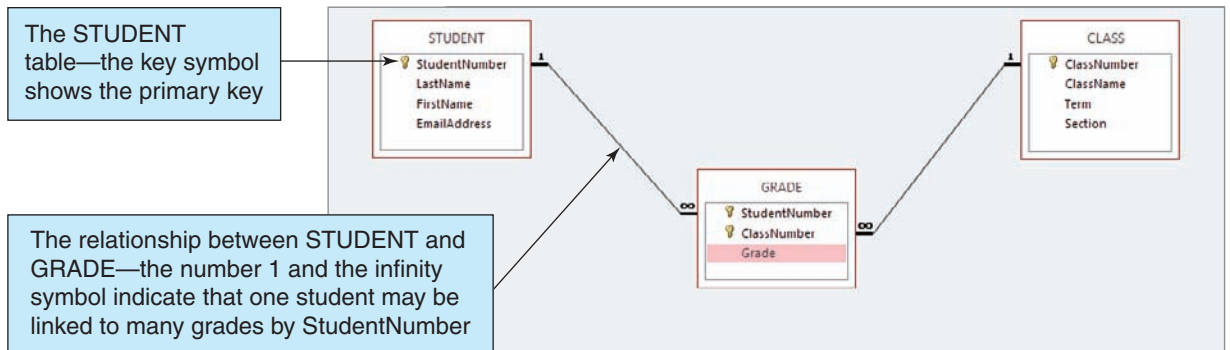 The STUDENT
table—the key symbol
shows the primary key
STUDENT
1
StudentNumber
LastName
FirstName
EmailAddress
CLASS
1
ClassNumber
ClassName
Term
Section
GRADE
∞
StudentNumber
ClassNumber
∞
Grade
The relationship between STUDENT and
GRADE—the number 1 and the infinity
symbol indicate that one student may be
linked to many grades by StudentNumber